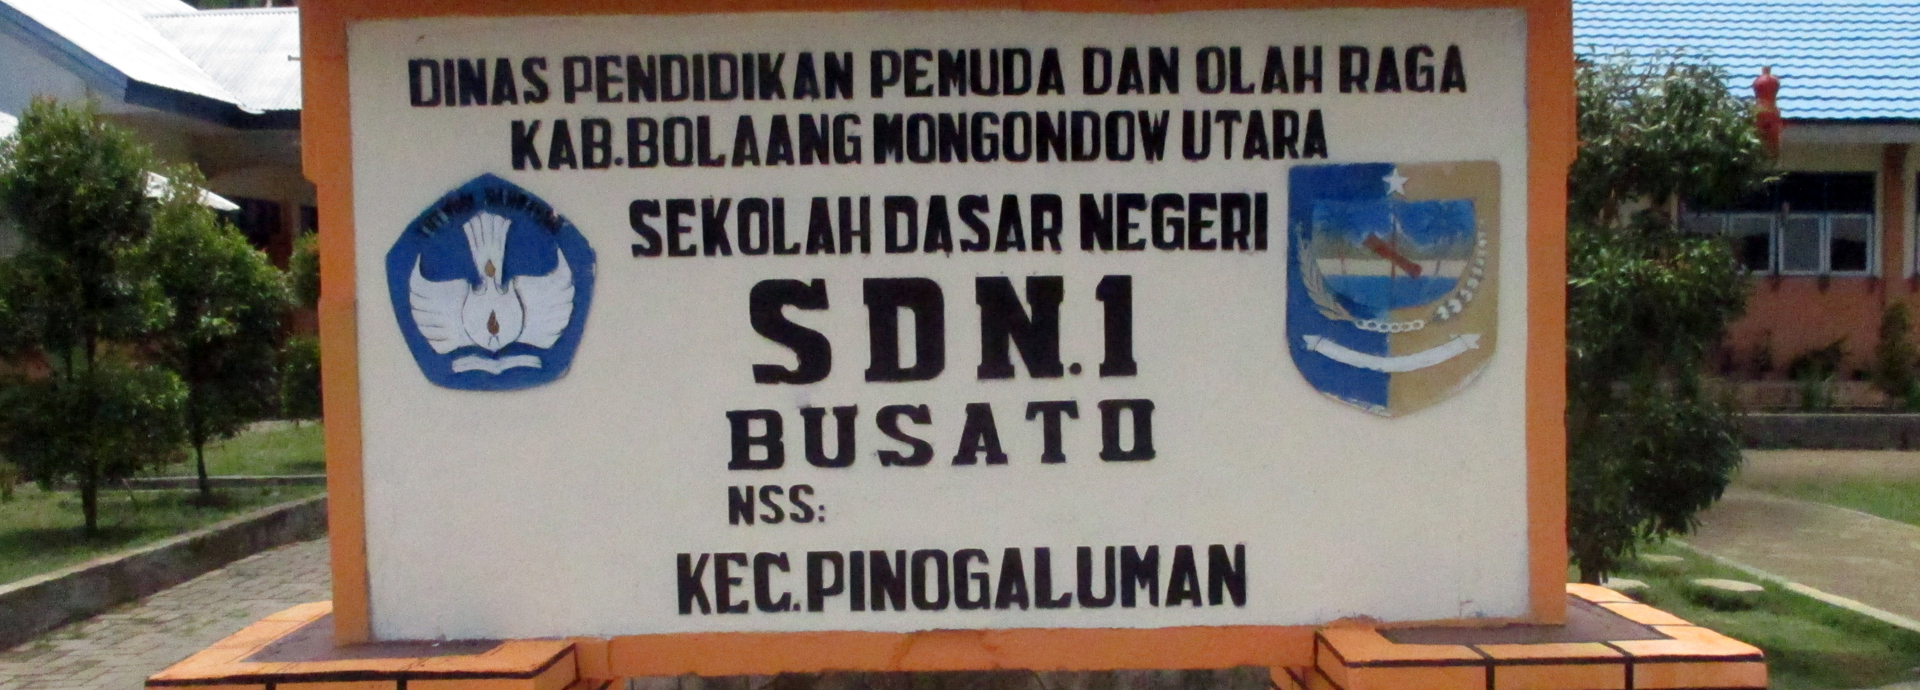 DINAS PENDIDIKAN PEMUDA DAN OLAH RAGA
KAB.BOLAANG MONGONDOW UTARA
SEKOLAH DASAR NEGERI
SDN.1
BUSATO
NSS:
KEC.PINOGALUMAN